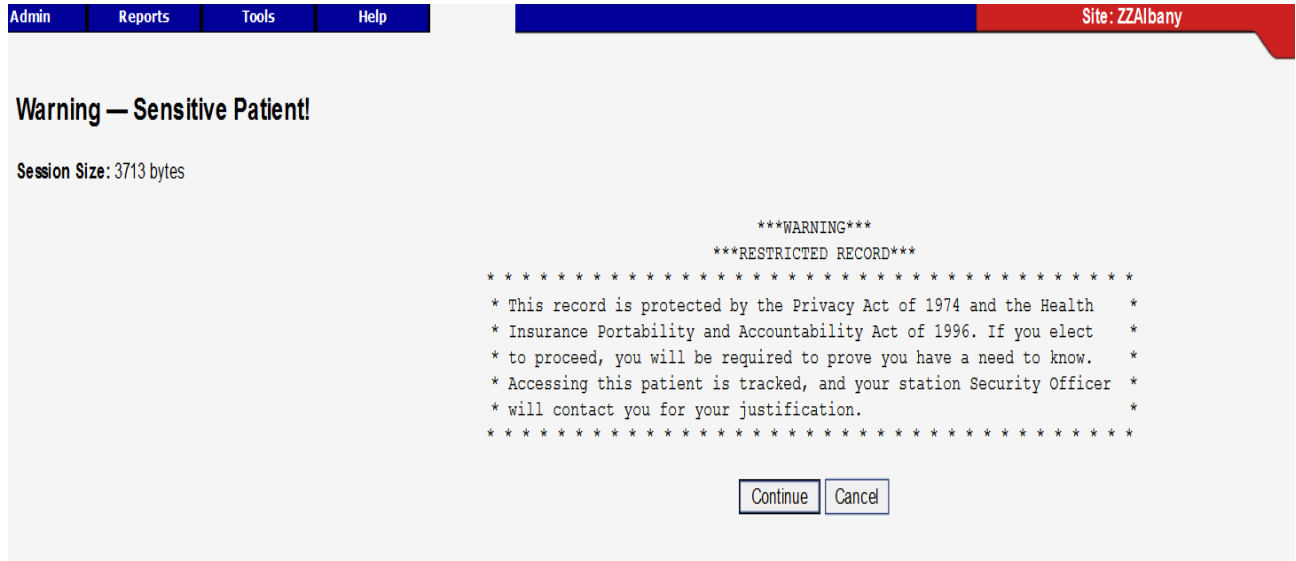 Admin Reports Tools Help Site: ZZAlbany
Warning — Sensitive Patient!
Session Size: 3713 bytes
***WARNING***
***RESTRICTED RECORD***
* * * * * * * * * * * * * * * * * * * * * * * * * * * * * * * * * * * * *
* This record is protected by the Privacy Act of 1974 and the Health *
* Insurance Portability and Accountability Act of 1996. If you elect *
* to proceed, you will be required to prove you have a need to know. *
* Accessing this patient is tracked, and your station Security Officer *
* will contact you for your justification. *
* * * * * * * * * * * * * * * * * * * * * * * * * * * * * * * * * * * * *
Continue Cancel